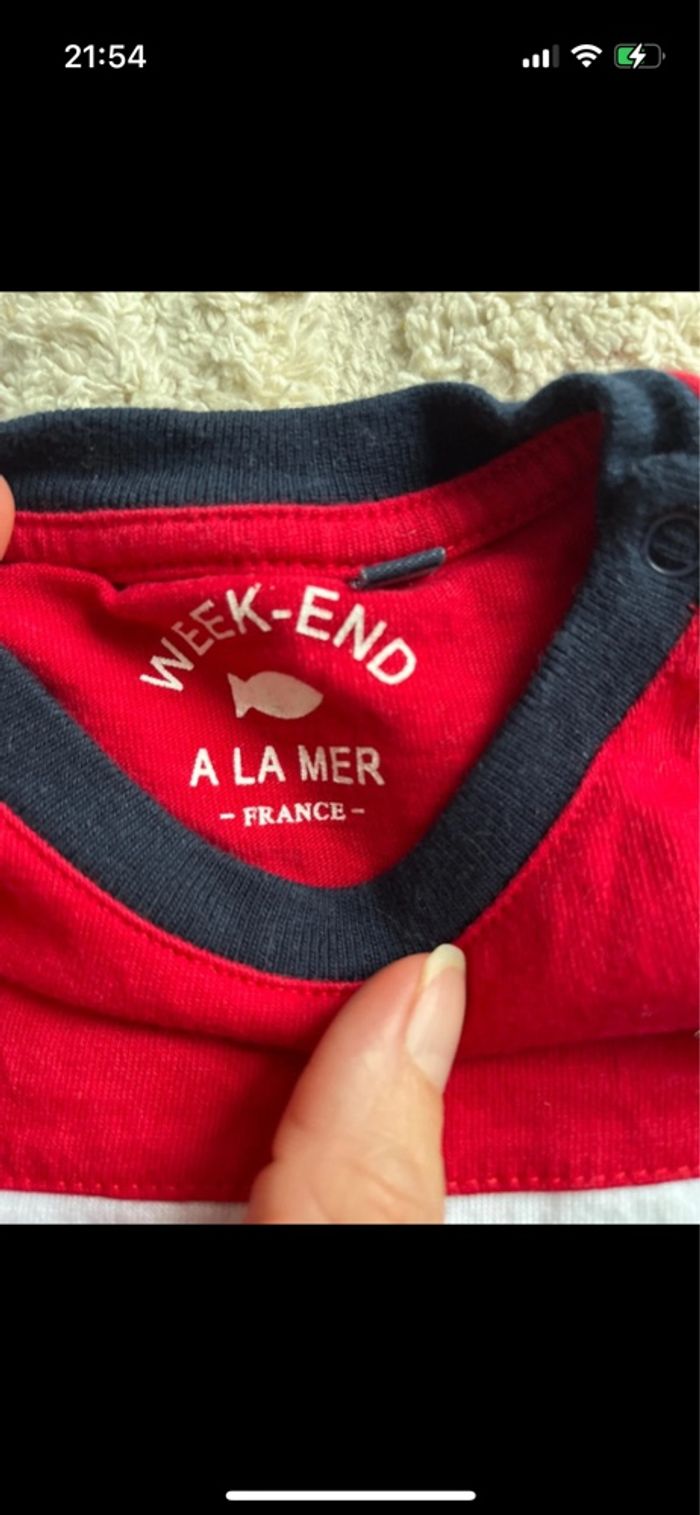 21:54
WEEK-END
A LA MER
- FRANCE -